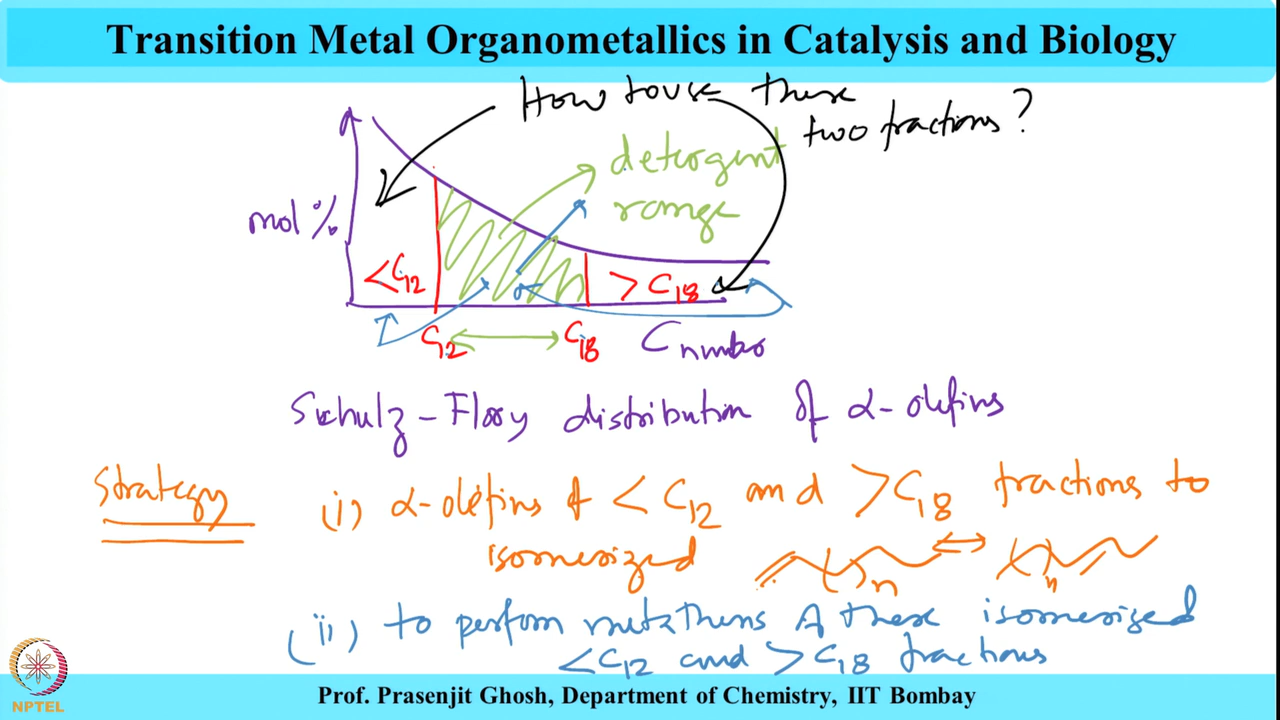 Transition Metal Organometallics in Catalysis and Biology
How to use these
two fractions?
detergent
range
mol %
<C12
>C18
C12
C18
C number
Schulz-Flory distribution of α-olefins
Strategy
(i) α-olefins of <C12 and >C18 fractions to
isomerized
n
n
(ii) to perform metathesis of these isomerized
<C12 and >C18 fractions
NPTEL
Prof. Prasenjit Ghosh, Department of Chemistry, IIT Bombay